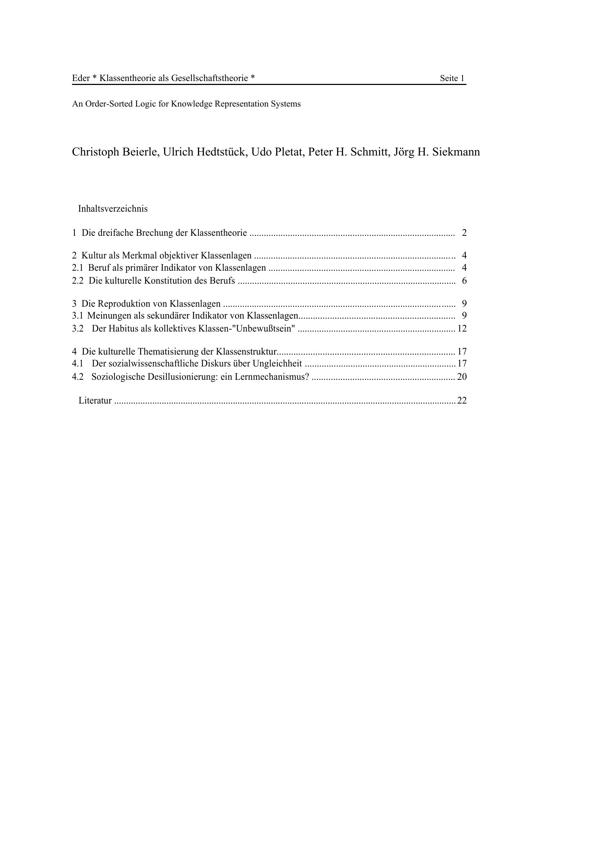 Eder * Klassentheorie als Gesellschaftstheorie * Seite 1
An Order-Sorted Logic for Knowledge Representation Systems
Christoph Beierle, Ulrich Hedtstück, Udo Pletat, Peter H. Schmitt, Jörg H. Siekmann
Inhaltsverzeichnis
1 Die dreifache Brechung der Klassentheorie ..... 2
2 Kultur als Merkmal objektiver Klassenlagen ..... 4
2.1 Beruf als primärer Indikator von Klassenlagen ..... 4
2.2 Die kulturelle Konstitution des Berufs ..... 6
3 Die Reproduktion von Klassenlagen ..... 9
3.1 Meinungen als sekundärer Indikator von Klassenlagen..... 9
3.2 Der Habitus als kollektives Klassen-"Unbewußtsein" ..... 12
4 Die kulturelle Thematisierung der Klassenstruktur..... 17
4.1 Der sozialwissenschaftliche Diskurs über Ungleichheit ..... 17
4.2 Soziologische Desillusionierung: ein Lernmechanismus? ..... 20
Literatur ..... 22